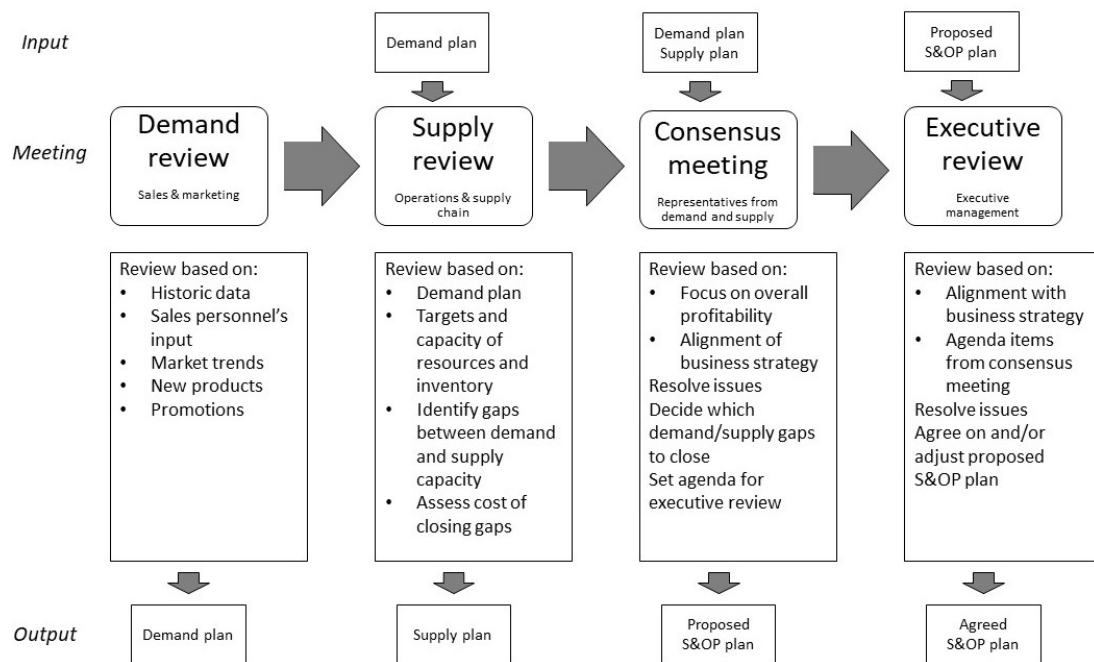 Input
Demand plan
Demand plan
Supply plan
Proposed
S&OP plan
Meeting
Demand
review
Sales & marketing
Supply
review
Operations & supply
chain
Consensus
meeting
Representatives from
demand and supply
Executive
review
Executive
management
Review based on:
• Historic data
• Sales personnel's
input
• Market trends
• New products
• Promotions
Review based on:
• Demand plan
• Targets and
capacity of
resources and
inventory
• Identify gaps
between demand
and supply
capacity
• Assess cost of
closing gaps
Review based on:
• Focus on overall
profitability
• Alignment of
business strategy
Resolve issues
Decide which
demand/supply gaps
to close
Set agenda for
executive review
Review based on:
• Alignment with
business strategy
• Agenda items
from consensus
meeting
Resolve issues
Agree on and/or
adjust proposed
S&OP plan
Output
Demand plan
Supply plan
Proposed
S&OP plan
Agreed
S&OP plan